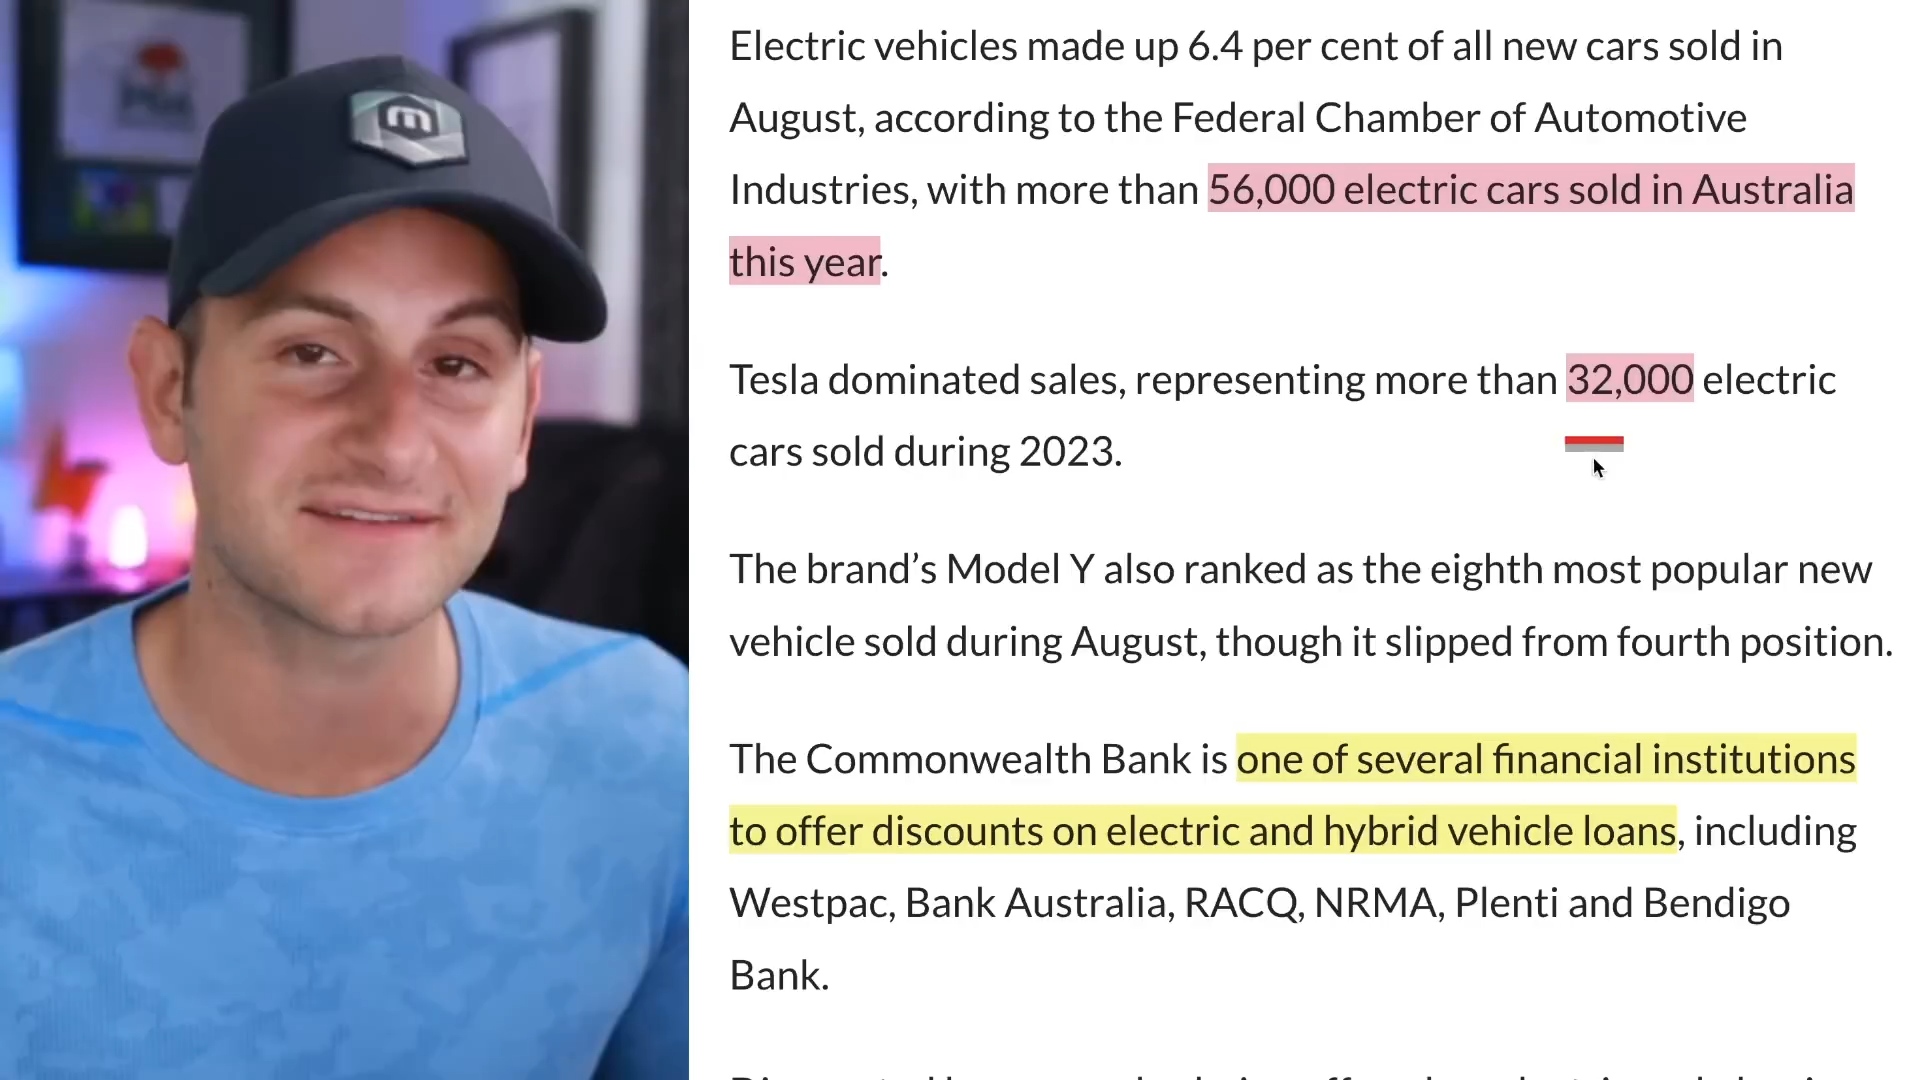 m
Electric vehicles made up 6.4 per cent of all new cars sold in
August, according to the Federal Chamber of Automotive
Industries, with more than 56,000 electric cars sold in Australia
this year.
Tesla dominated sales, representing more than 32,000 electric
cars sold during 2023.
The brand’s Model Y also ranked as the eighth most popular new
vehicle sold during August, though it slipped from fourth position.
The Commonwealth Bank is one of several financial institutions
to offer discounts on electric and hybrid vehicle loans, including
Westpac, Bank Australia, RACQ, NRMA, Plenti and Bendigo
Bank.